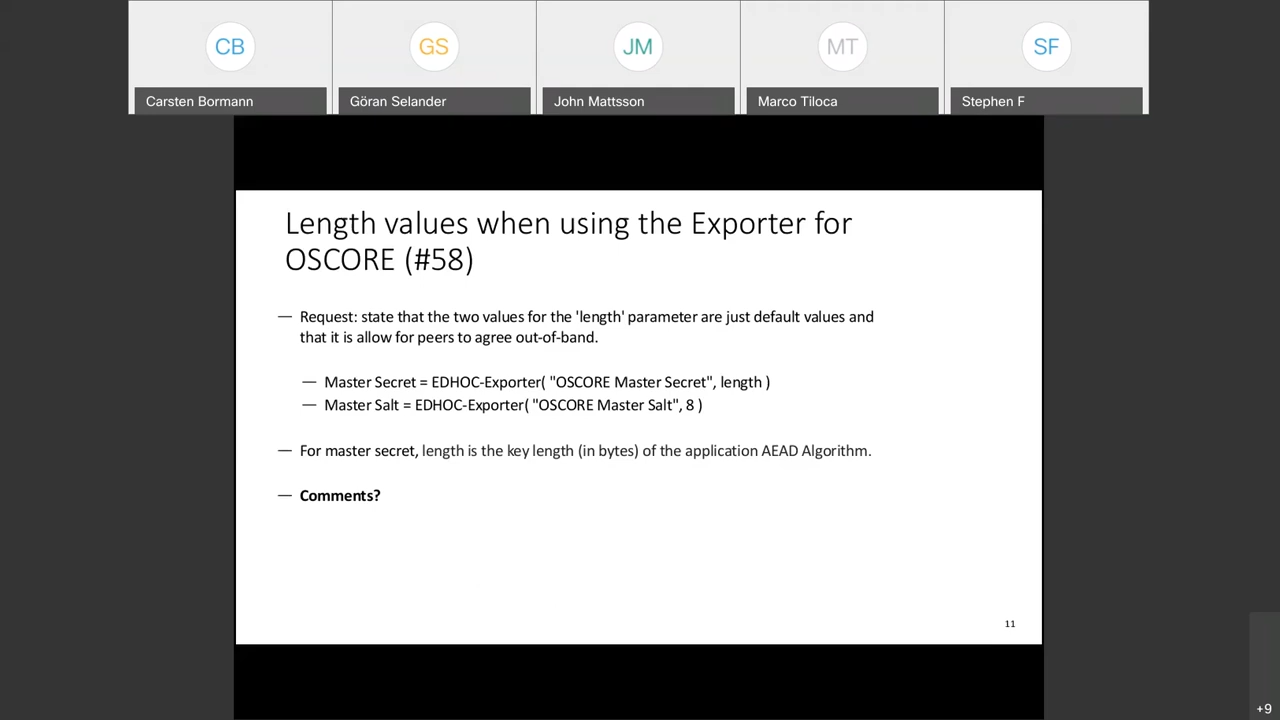 CB
GS
JM
MT
SF
Carsten Bormann
Göran Selander
John Mattsson
Marco Tiloca
Stephen F
Length values when using the Exporter for
OSCORE (#58)
— Request: state that the two values for the 'length' parameter are just default values and
that it is allow for peers to agree out-of-band.
— Master Secret = EDHOC-Exporter( "OSCORE Master Secret", length )
— Master Salt = EDHOC-Exporter( "OSCORE Master Salt", 8 )
— For master secret, length is the key length (in bytes) of the application AEAD Algorithm.
— Comments?
11
+9